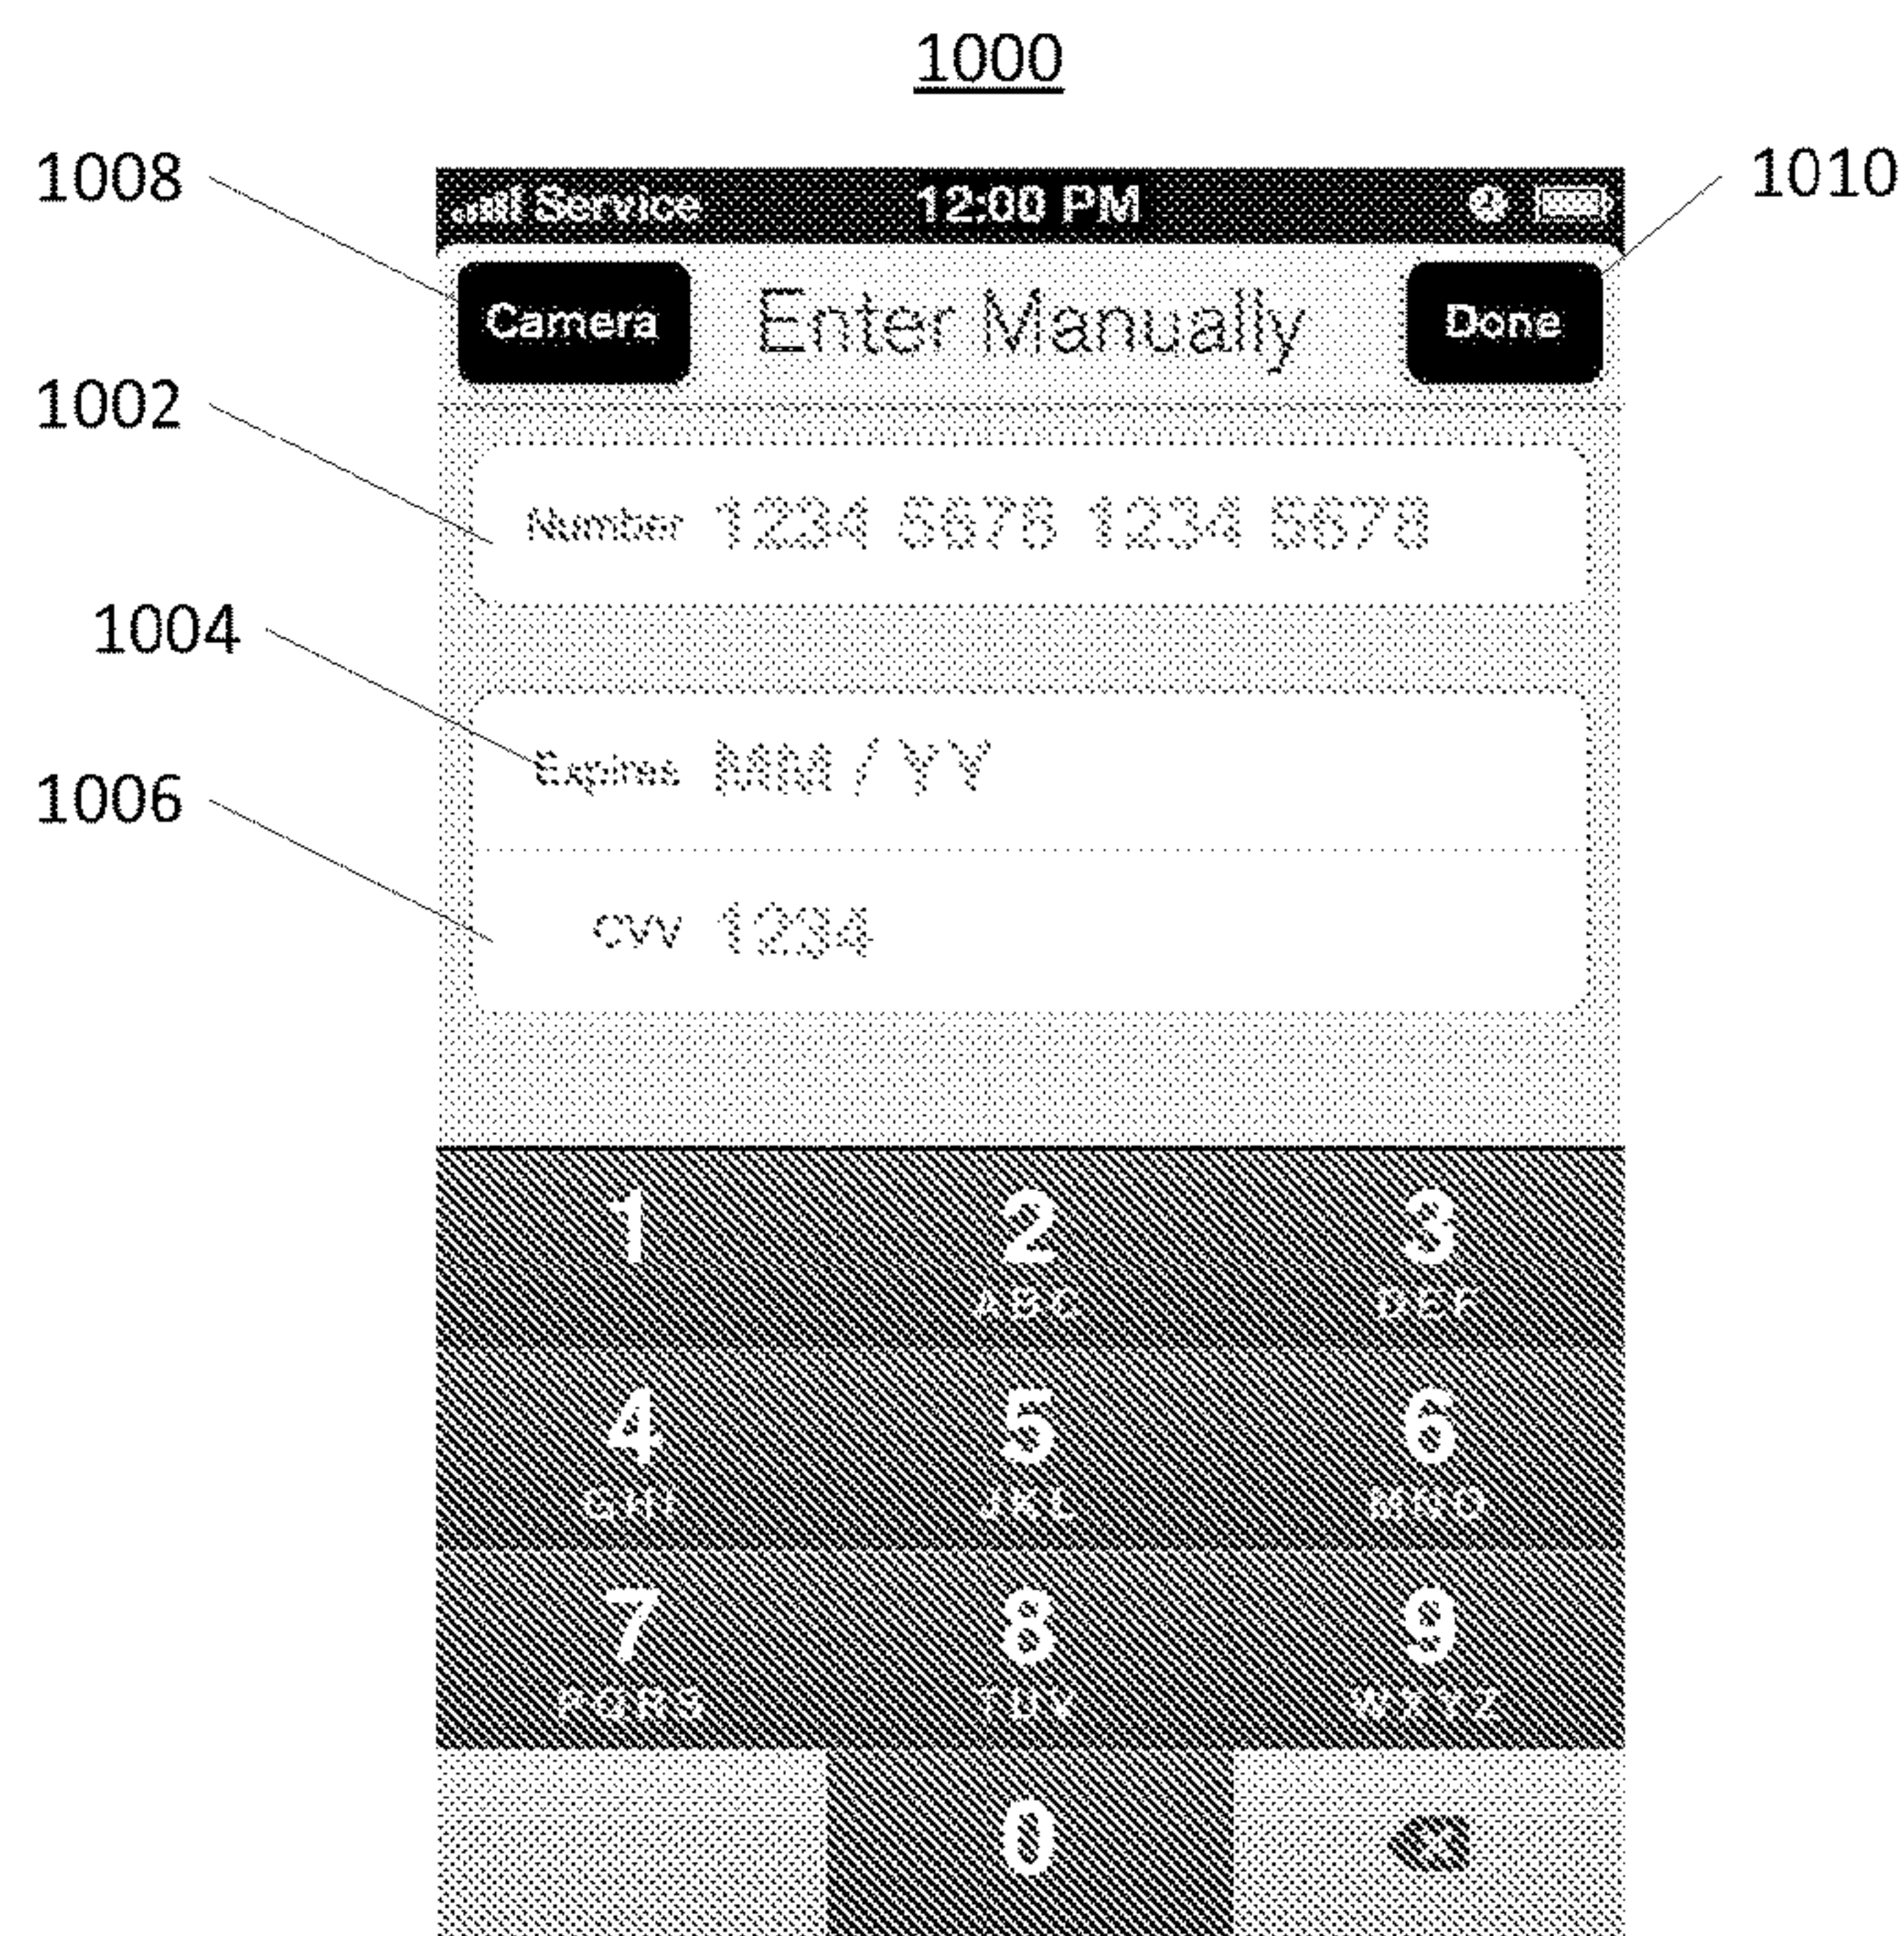 1000
1008
1010
Service 12:00 PM
Camera Enter Manually Done
1002
Number 1234 5678 1234 5678
1004
Expires MM / YY
1006
CVV 1234
1 2 3
ABC DEF
4 5 6
GHI JKL MNO
7 8 9
PQRS TUV WXYZ
0